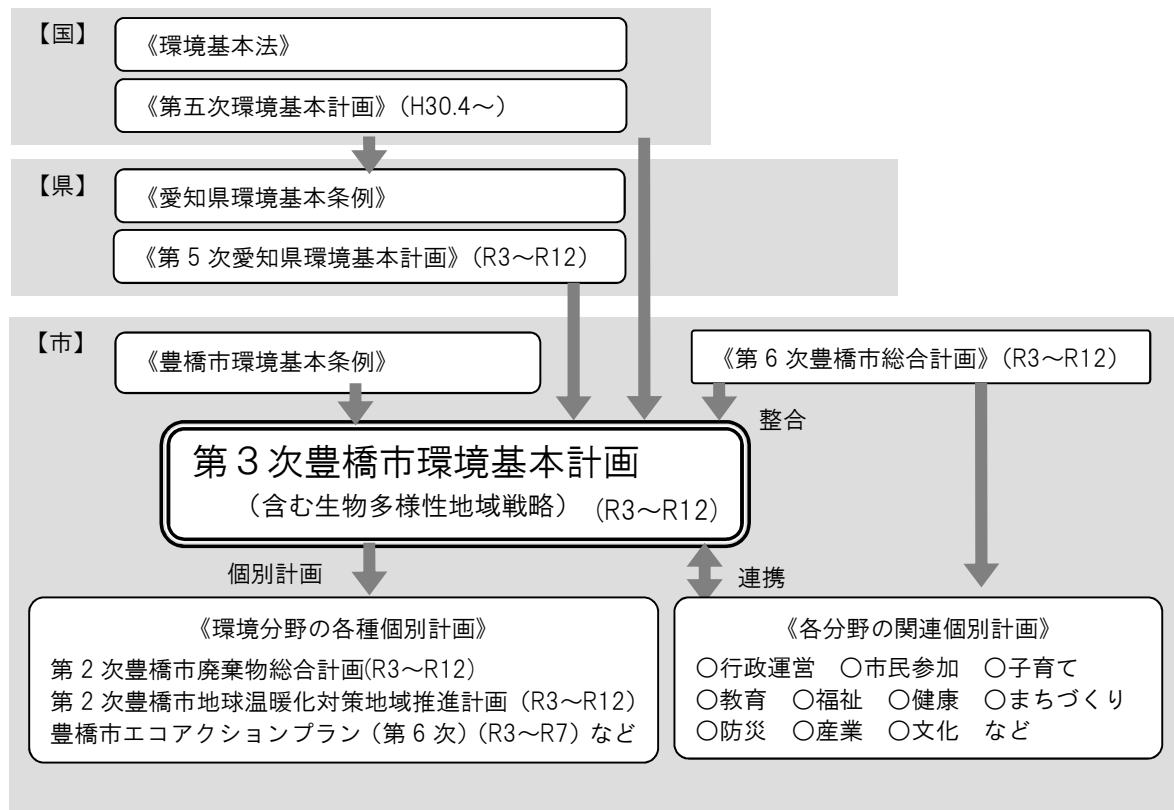 【国】
《環境基本法》
《第五次環境基本計画》（H30.4～）
【県】
《愛知県環境基本条例》
《第５次愛知県環境基本計画》（R3～R12）
【市】
《豊橋市環境基本条例》
《第６次豊橋市総合計画》（R3～R12）
整合
第３次豊橋市環境基本計画
（含む生物多様性地域戦略） （R3～R12）
個別計画
連携
《環境分野の各種個別計画》
第２次豊橋市廃棄物総合計画(R3～R12)
第２次豊橋市地球温暖化対策地域推進計画（R3～R12）
豊橋市エコアクションプラン（第６次）（R3～R7）など
《各分野の関連個別計画》
○行政運営 ○市民参加 ○子育て
○教育 ○福祉 ○健康 ○まちづくり
○防災 ○産業 ○文化 など